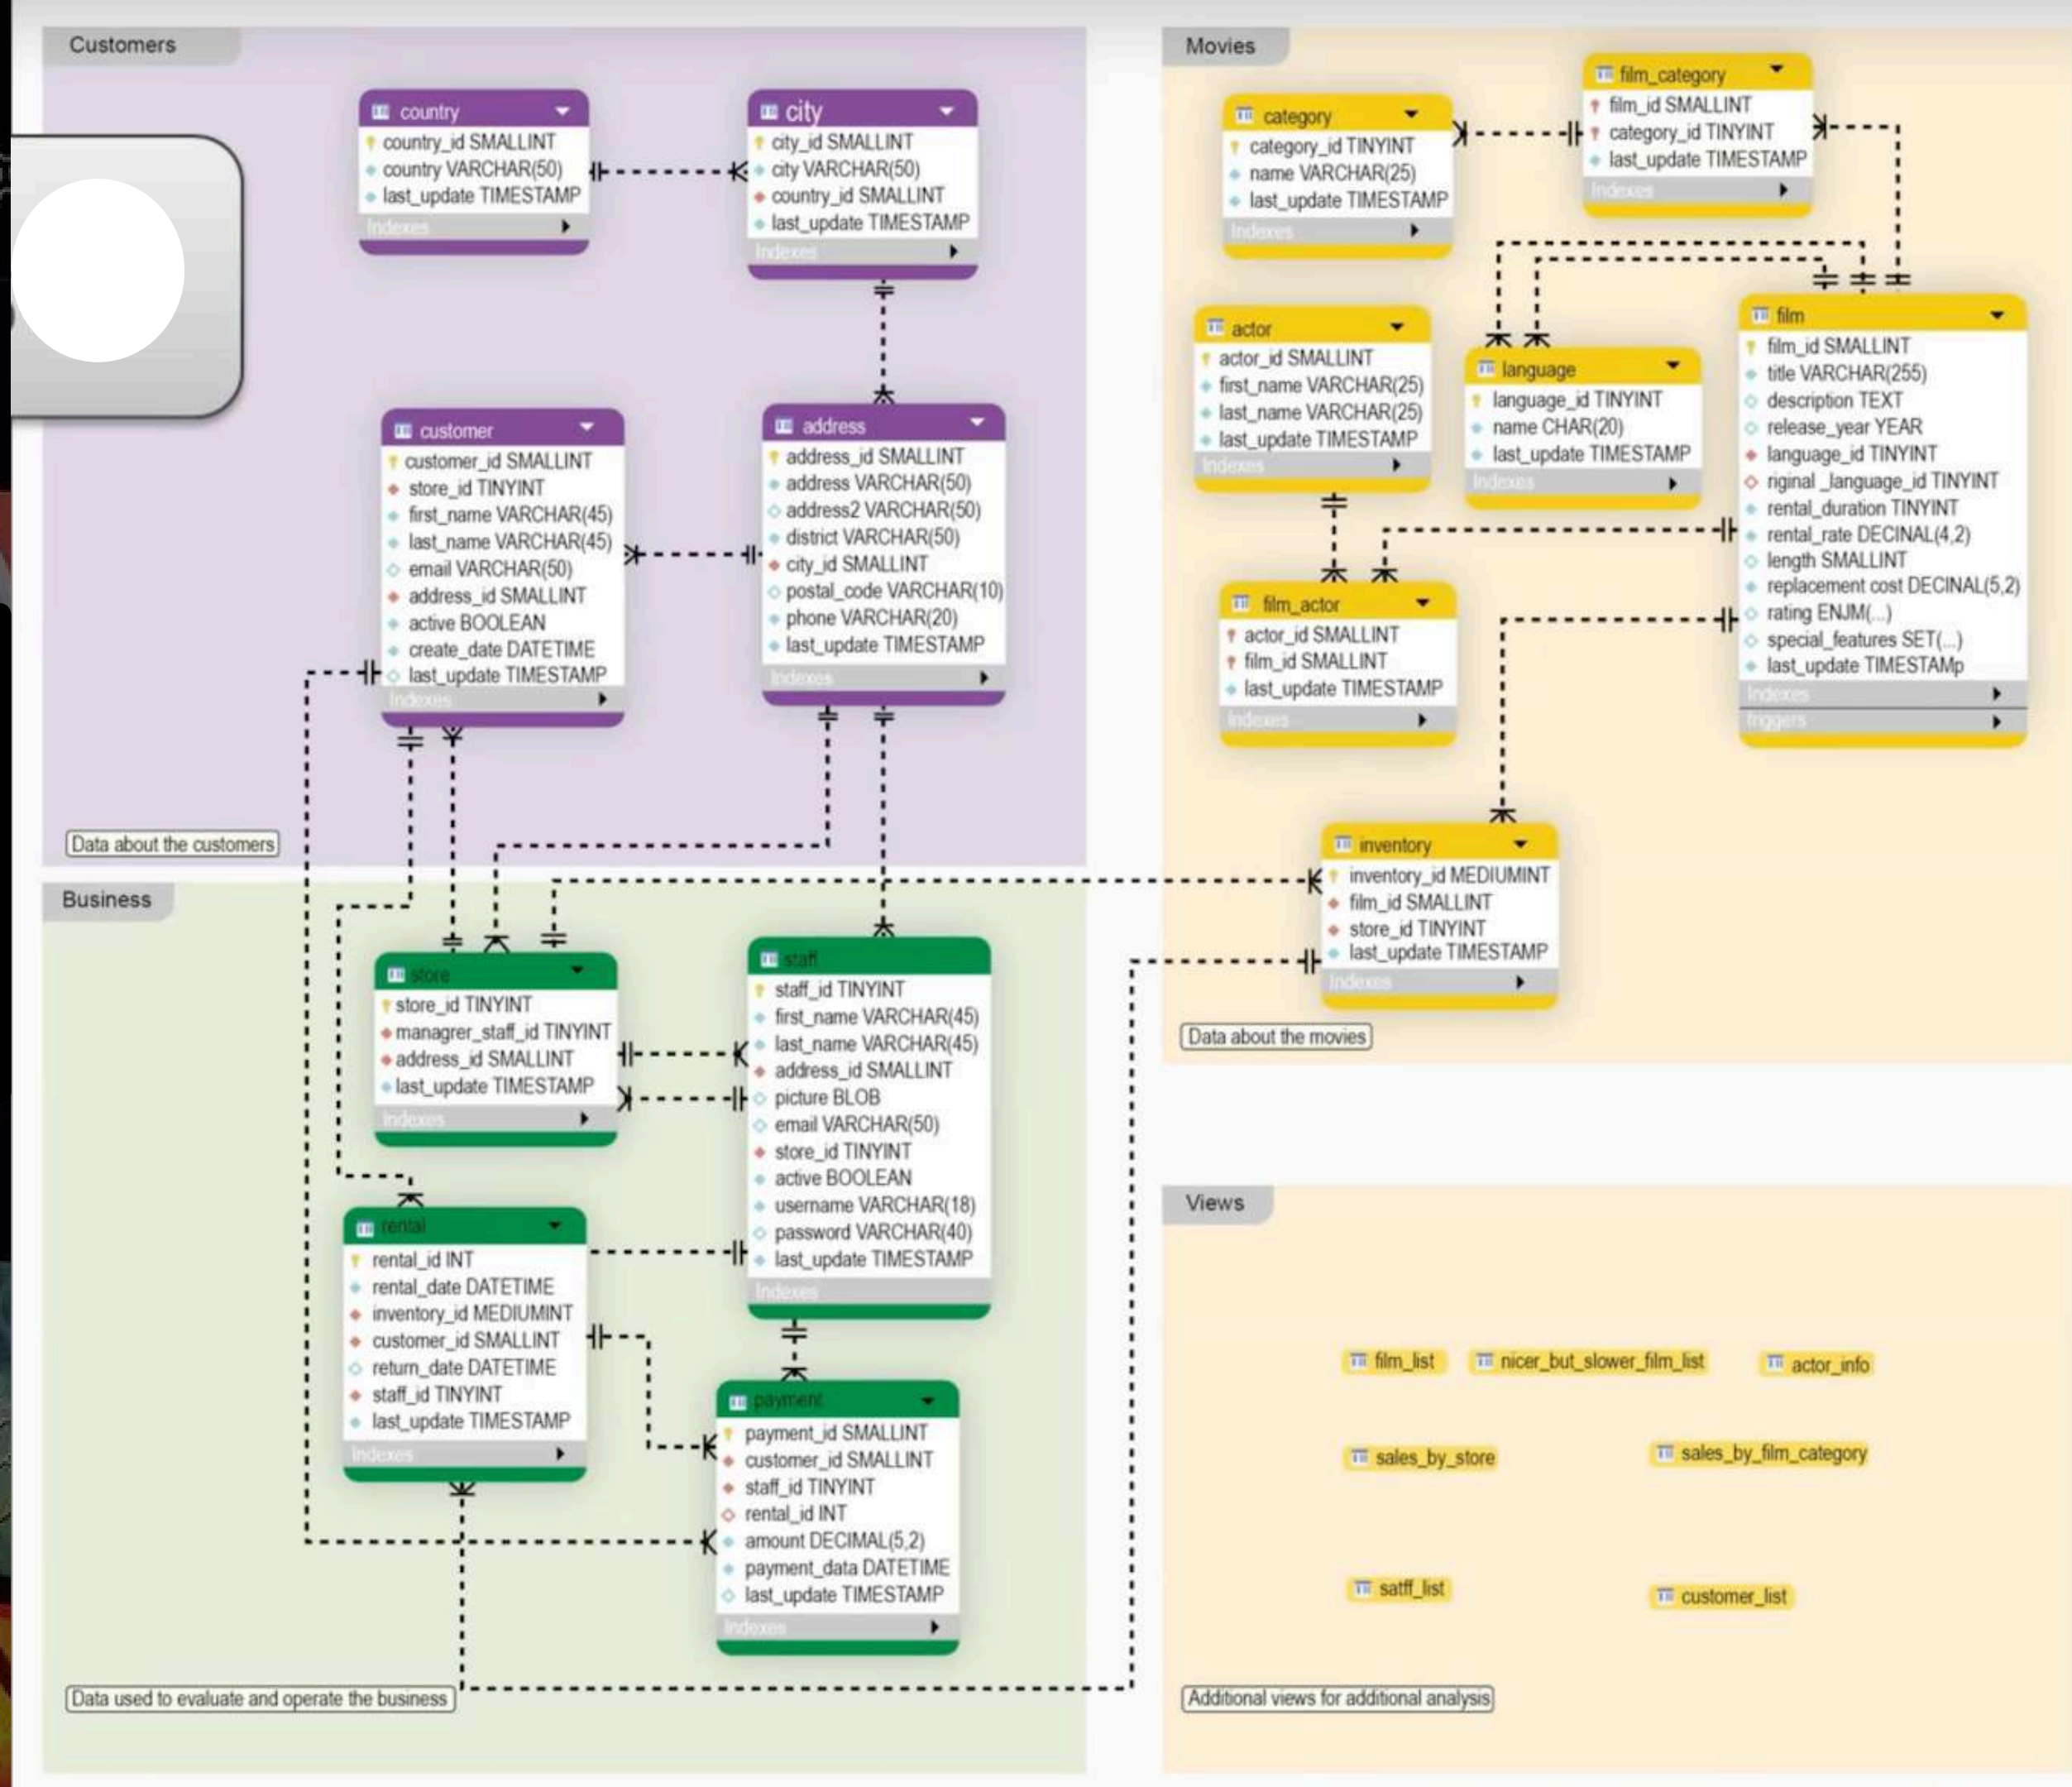 Customers
country
country_id SMALLINT
country VARCHAR(50)
last_update TIMESTAMP
Indexes
city
city_id SMALLINT
city VARCHAR(50)
country_id SMALLINT
last_update TIMESTAMP
Indexes
customer
customer_id SMALLINT
store_id TINYINT
first_name VARCHAR(45)
last_name VARCHAR(45)
email VARCHAR(50)
address_id SMALLINT
active BOOLEAN
create_date DATETIME
last_update TIMESTAMP
Indexes
address
address_id SMALLINT
address VARCHAR(50)
address2 VARCHAR(50)
district VARCHAR(50)
city_id SMALLINT
postal_code VARCHAR(10)
phone VARCHAR(20)
last_update TIMESTAMP
Indexes
Data about the customers
Business
store
store_id TINYINT
managrer_staff_id TINYINT
address_id SMALLINT
last_update TIMESTAMP
Indexes
staff
staff_id TINYINT
first_name VARCHAR(45)
last_name VARCHAR(45)
address_id SMALLINT
picture BLOB
email VARCHAR(50)
store_id TINYINT
active BOOLEAN
username VARCHAR(18)
password VARCHAR(40)
last_update TIMESTAMP
Indexes
rental
rental_id INT
rental_date DATETIME
inventory_id MEDIUMINT
customer_id SMALLINT
return_date DATETIME
staff_id TINYINT
last_update TIMESTAMP
Indexes
payment
payment_id SMALLINT
customer_id SMALLINT
staff_id TINYINT
rental_id INT
amount DECIMAL(5,2)
payment_data DATETIME
last_update TIMESTAMP
Indexes
Data used to evaluate and operate the business
Movies
category
category_id TINYINT
name VARCHAR(25)
last_update TIMESTAMP
Indexes
film_category
film_id SMALLINT
category_id TINYINT
last_update TIMESTAMP
Indexes
actor
actor_id SMALLINT
first_name VARCHAR(25)
last_name VARCHAR(25)
last_update TIMESTAMP
Indexes
language
language_id TINYINT
name CHAR(20)
last_update TIMESTAMP
Indexes
film
film_id SMALLINT
title VARCHAR(255)
description TEXT
release_year YEAR
language_id TINYINT
riginal _language_id TINYINT
rental_duration TINYINT
rental_rate DECINAL(4,2)
length SMALLINT
replacement cost DECINAL(5,2)
rating ENJM(...)
special_features SET(...)
last_update TIMESTAMp
Indexes
Triggers
film_actor
actor_id SMALLINT
film_id SMALLINT
last_update TIMESTAMP
Indexes
inventory
inventory_id MEDIUMINT
film_id SMALLINT
store_id TINYINT
last_update TIMESTAMP
Indexes
Data about the movies
Views
film_list
nicer_but_slower_film_list
actor_info
sales_by_store
sales_by_film_category
satff_list
customer_list
Additional views for additional analysis